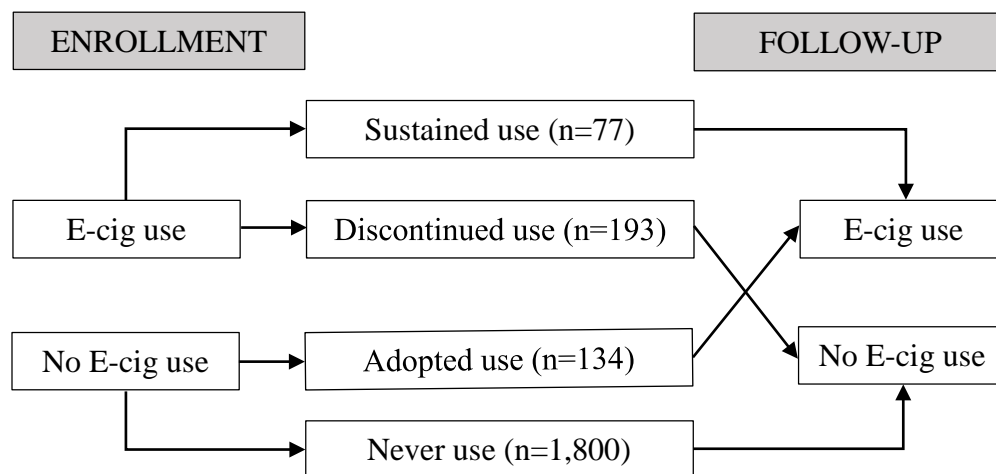 ENROLLMENT
FOLLOW-UP
Sustained use (n=77)
E-cig use
Discontinued use (n=193)
E-cig use
No E-cig use
Adopted use (n=134)
No E-cig use
Never use (n=1,800)